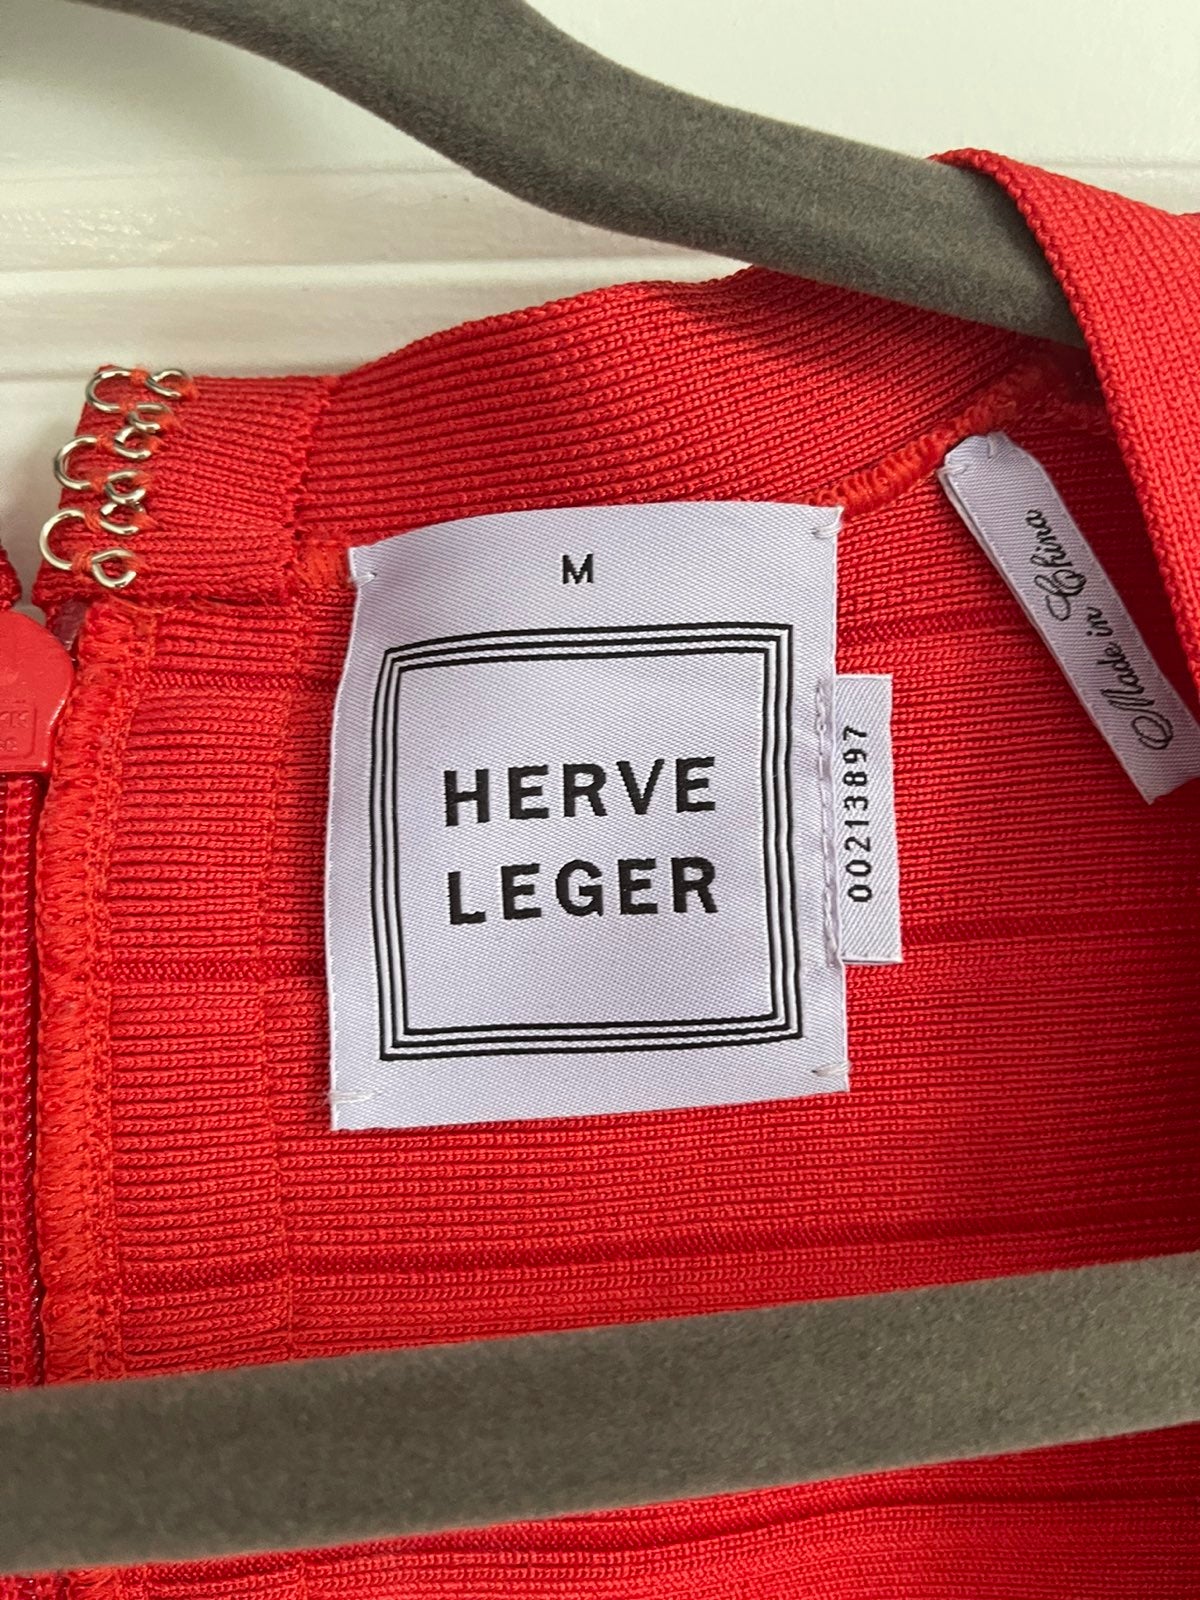 M
HERVE
LEGER
00213897
Made in China